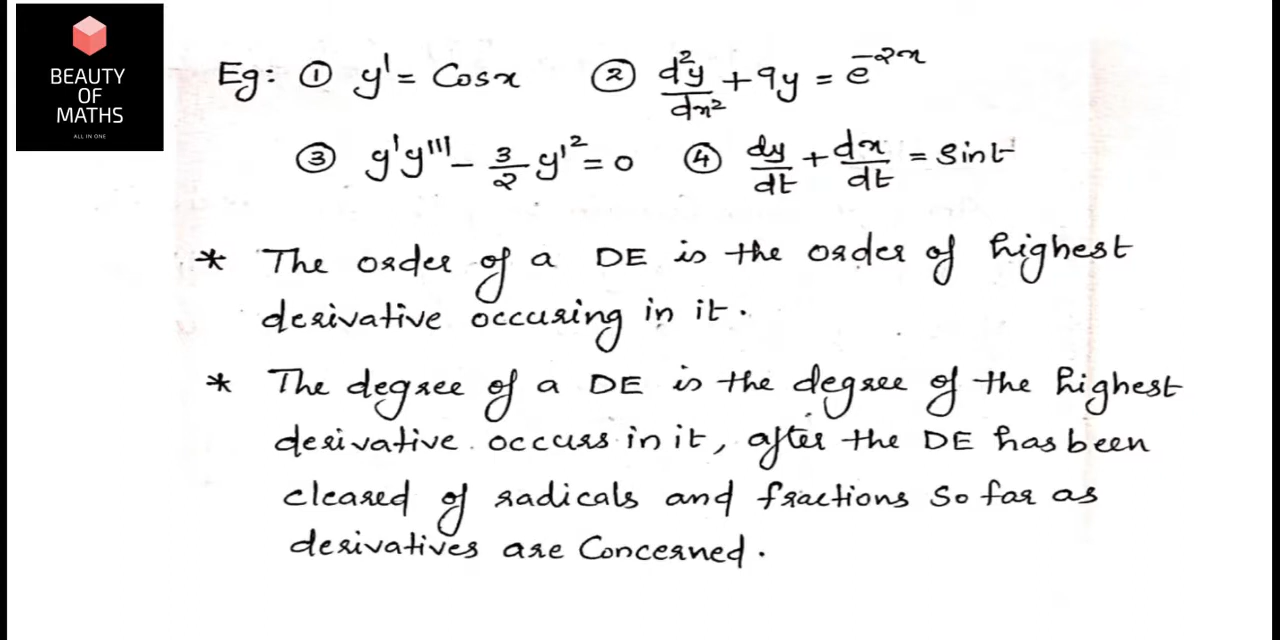 BEAUTY
OF
MATHS
ALL IN ONE
Eg: ① y' = Cosx ② d²y/dx² + 9y = e^-2x
③ y'y''' - 3/2 y'² = 0 ④ dy/dt + dx/dt = Sint
* The order of a DE is the order of highest
derivative occuring in it.
* The degree of a DE is the degree of the highest
derivative occurs in it, after the DE has been
cleared of radicals and fractions So far as
derivatives are Concerned.